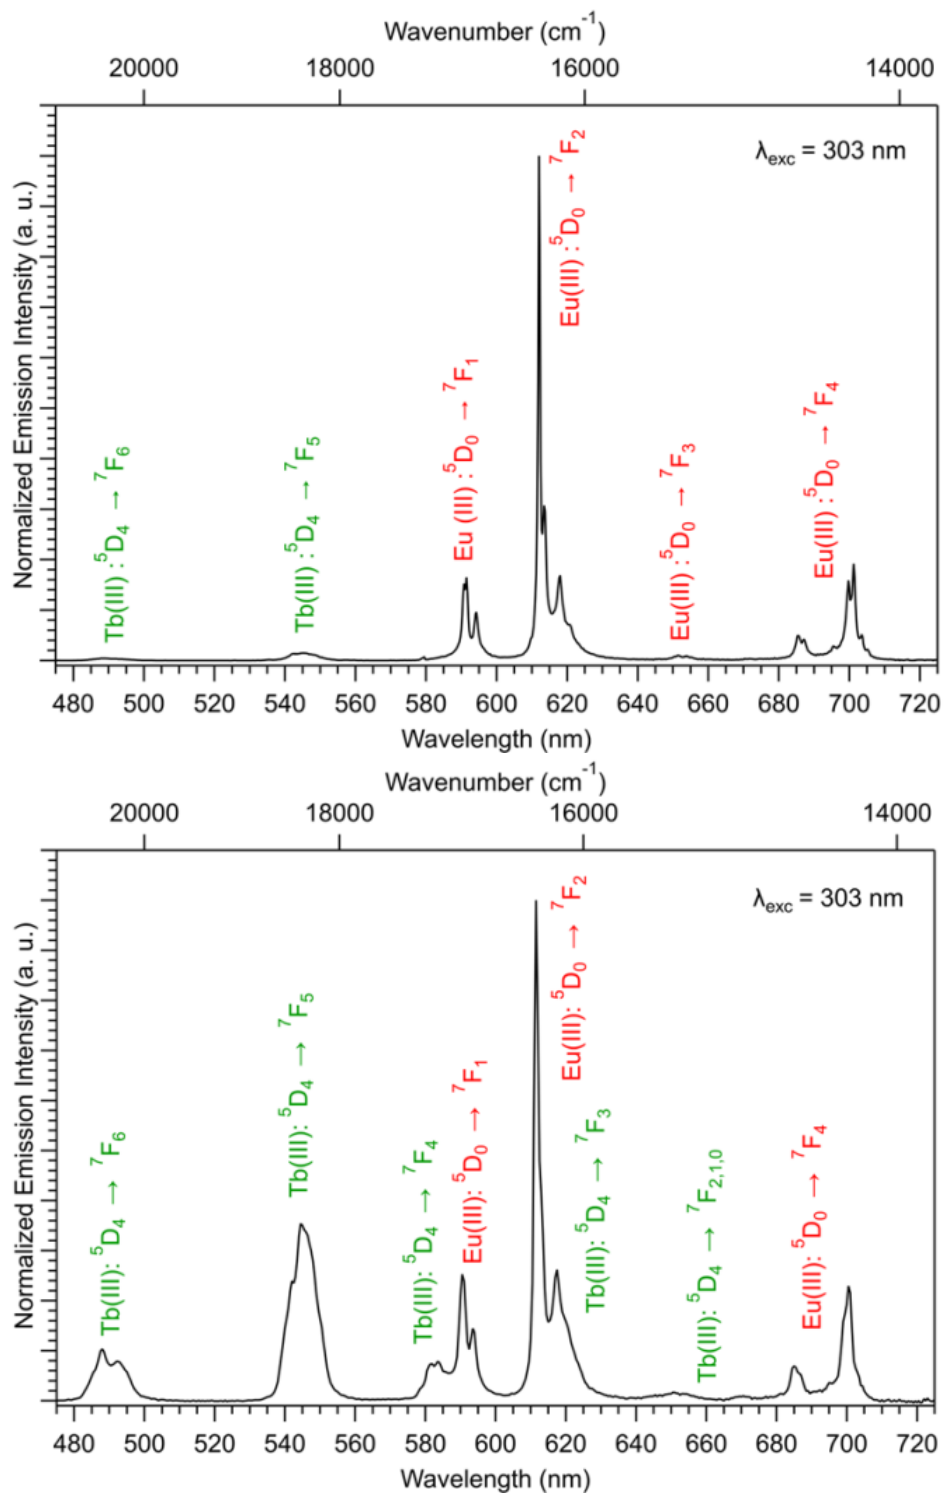 Wavenumber (cm⁻¹)
20000 18000 16000 14000
Normalized Emission Intensity (a. u.)
λexc = 303 nm
Tb(III) : ⁵D₄ → ⁷F₆
Tb(III) : ⁵D₄ → ⁷F₅
Eu (III) : ⁵D₀ → ⁷F₁
Eu(III) : ⁵D₀ → ⁷F₂
Eu(III) : ⁵D₀ → ⁷F₃
Eu(III) : ⁵D₀ → ⁷F₄
480 500 520 540 560 580 600 620 640 660 680 700 720
Wavelength (nm)
Wavenumber (cm⁻¹)
20000 18000 16000 14000
Normalized Emission Intensity (a. u.)
λexc = 303 nm
Tb(III): ⁵D₄ → ⁷F₆
Tb(III): ⁵D₄ → ⁷F₅
Tb(III): ⁵D₄ → ⁷F₄
Eu(III): ⁵D₀ → ⁷F₁
Eu(III): ⁵D₀ → ⁷F₂
Tb(III): ⁵D₄ → ⁷F₃
Tb(III): ⁵D₄ → ⁷F₂,₁,₀
Eu(III): ⁵D₀ → ⁷F₄
480 500 520 540 560 580 600 620 640 660 680 700 720
Wavelength (nm)